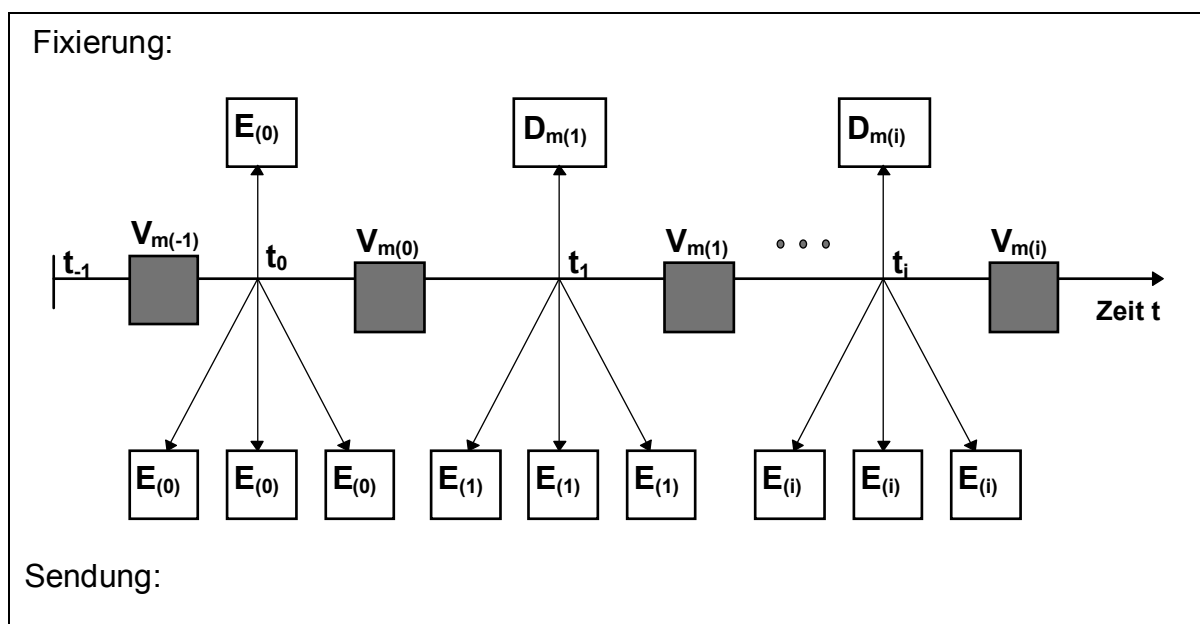 Fixierung:
E(0) Dm(1) Dm(i)
Vm(-1) Vm(0) Vm(1) Vm(i)
t-1 t0 t1 ti
Zeit t
E(0) E(0) E(0) E(1) E(1) E(1) E(i) E(i) E(i)
Sendung: